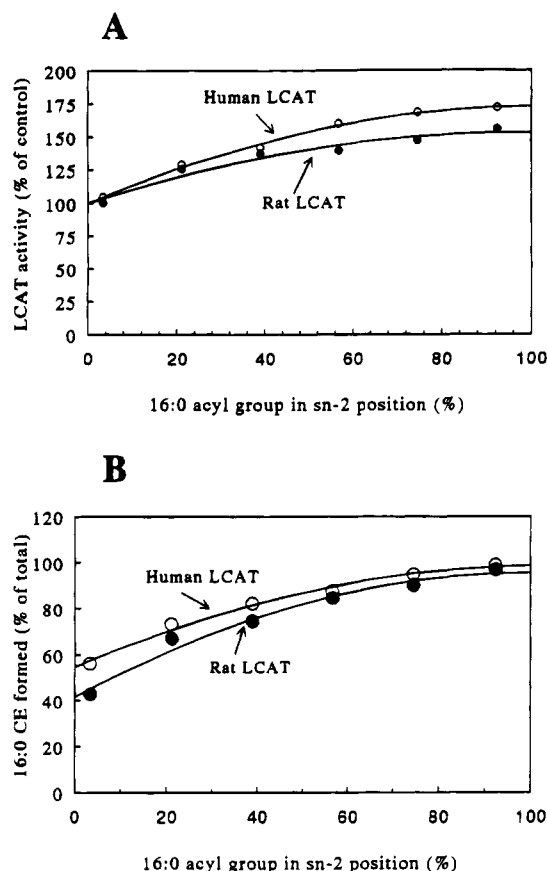 A
LCAT activity (% of control)
200
175
150
125
100
75
50
25
0
Human LCAT
Rat LCAT
0 20 40 60 80 100
16:0 acyl group in sn-2 position (%)
B
16:0 CE formed (% of total)
120
100
80
60
40
20
0
Human LCAT
Rat LCAT
0 20 40 60 80 100
16:0 acyl group in sn-2 position (%)